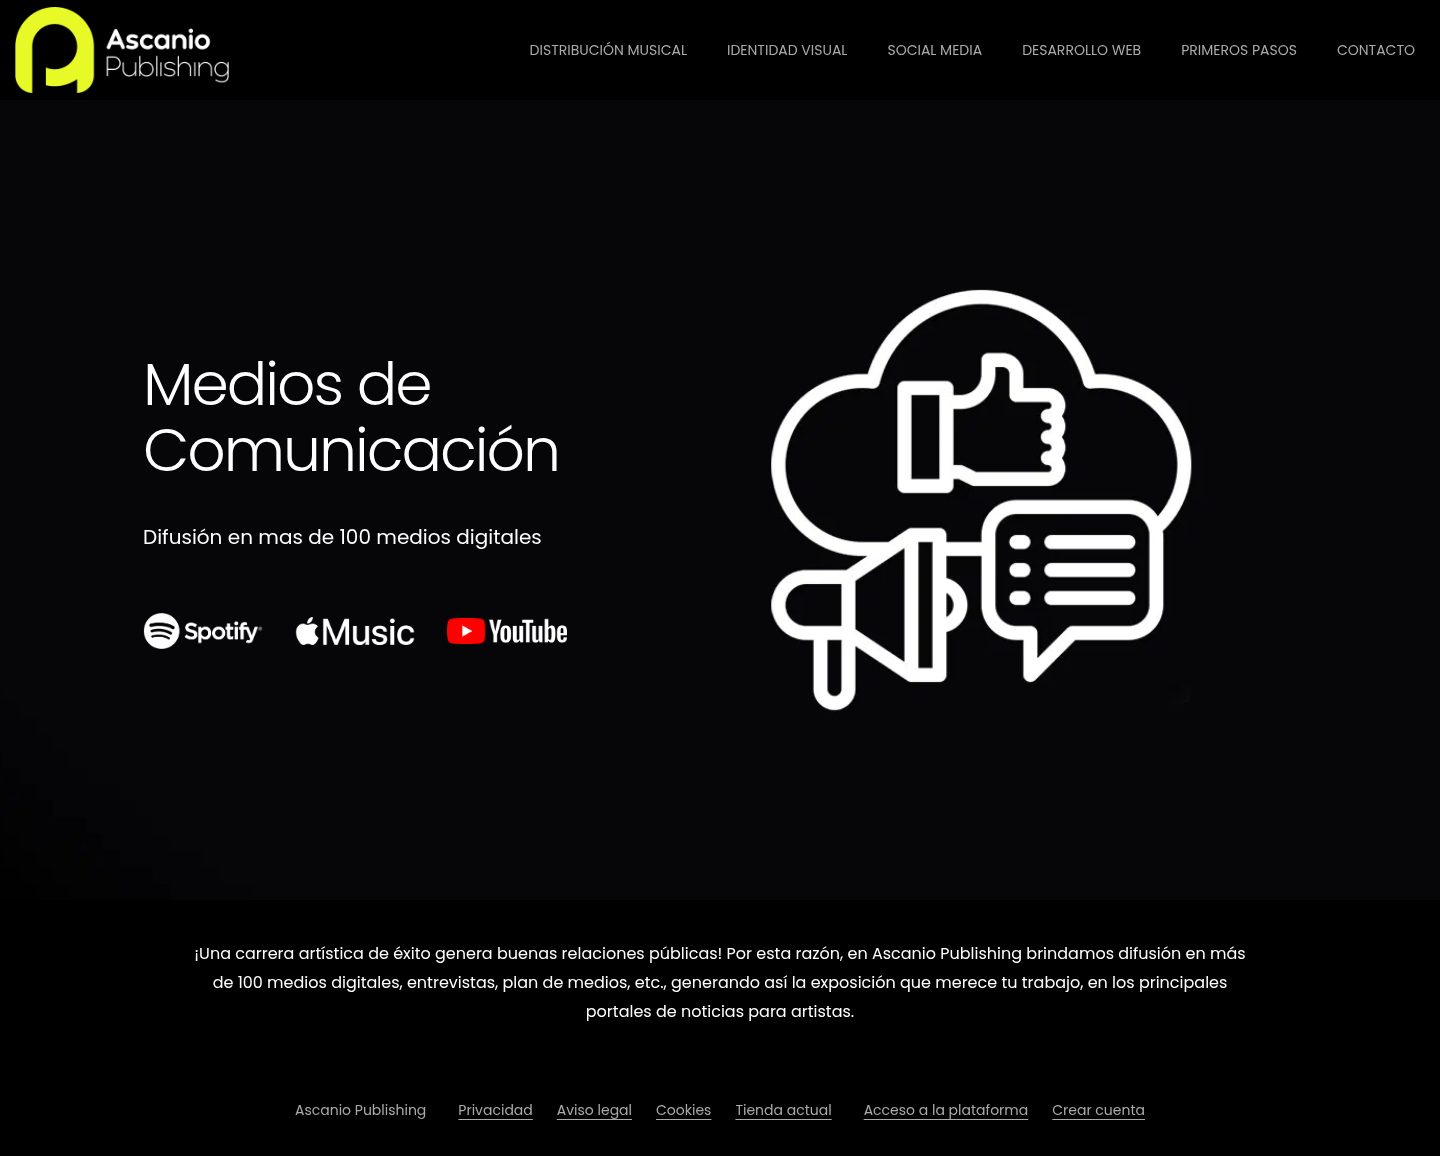 Ascanio
Publishing
DISTRIBUCIÓN MUSICAL
IDENTIDAD VISUAL
SOCIAL MEDIA
DESARROLLO WEB
PRIMEROS PASOS
CONTACTO
Medios de
Comunicación
Difusión en mas de 100 medios digitales
Spotify
Music
YouTube
¡Una carrera artística de éxito genera buenas relaciones públicas! Por esta razón, en Ascanio Publishing brindamos difusión en más
de 100 medios digitales, entrevistas, plan de medios, etc., generando así la exposición que merece tu trabajo, en los principales
portales de noticias para artistas.
Ascanio Publishing
Privacidad
Aviso legal
Cookies
Tienda actual
Acceso a la plataforma
Crear cuenta